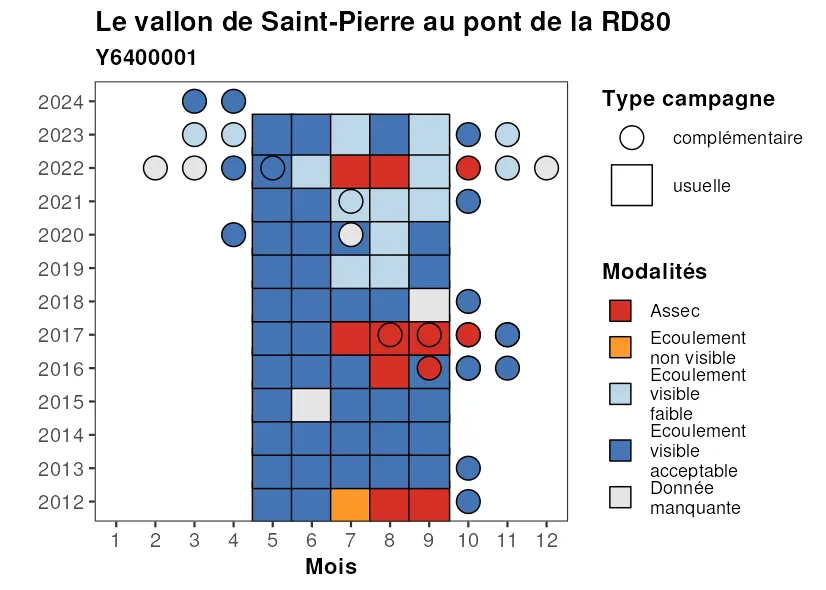 Le vallon de Saint-Pierre au pont de la RD80
Y6400001
2024
2023
2022
2021
2020
2019
2018
2017
2016
2015
2014
2013
2012
1 2 3 4 5 6 7 8 9 10 11 12
Mois
Type campagne
complémentaire
usuelle
Modalités
Assec
Ecoulement
non visible
Ecoulement
visible
faible
Ecoulement
visible
acceptable
Donnée
manquante